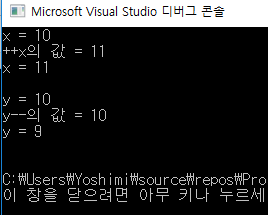 Microsoft Visual Studio 디버그 콘솔
x = 10
++x의 값 = 11
x = 11
y = 10
y--의 값 = 10
y = 9
C:₩Users₩Yoshimi₩source₩repos₩Pro
이 창을 닫으려면 아무 키나 누르세